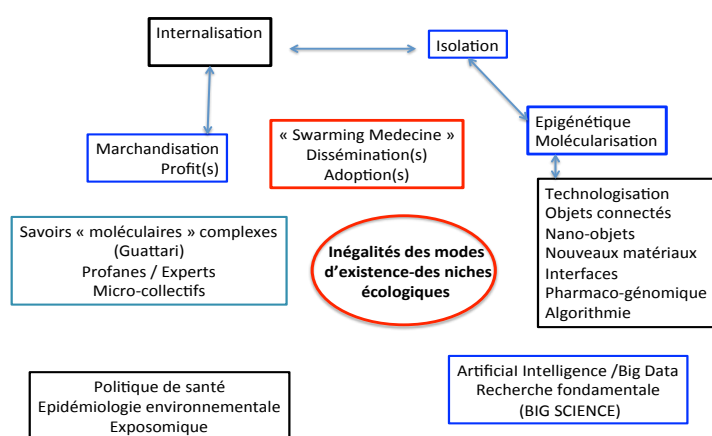 Internalisation
Isolation
Marchandisation
Profit(s)
« Swarming Medecine »
Dissémination(s)
Adoption(s)
Epigénétique
Molécularisation
Technologisation
Objets connectés
Nano-objets
Nouveaux matériaux
Interfaces
Pharmaco-génomique
Algorithmie
Savoirs « moléculaires » complexes
(Guattari)
Profanes / Experts
Micro-collectifs
Inégalités des modes
d'existence-des niches
écologiques
Politique de santé
Epidémiologie environnementale
Exposomique
Artificial Intelligence /Big Data
Recherche fondamentale
(BIG SCIENCE)